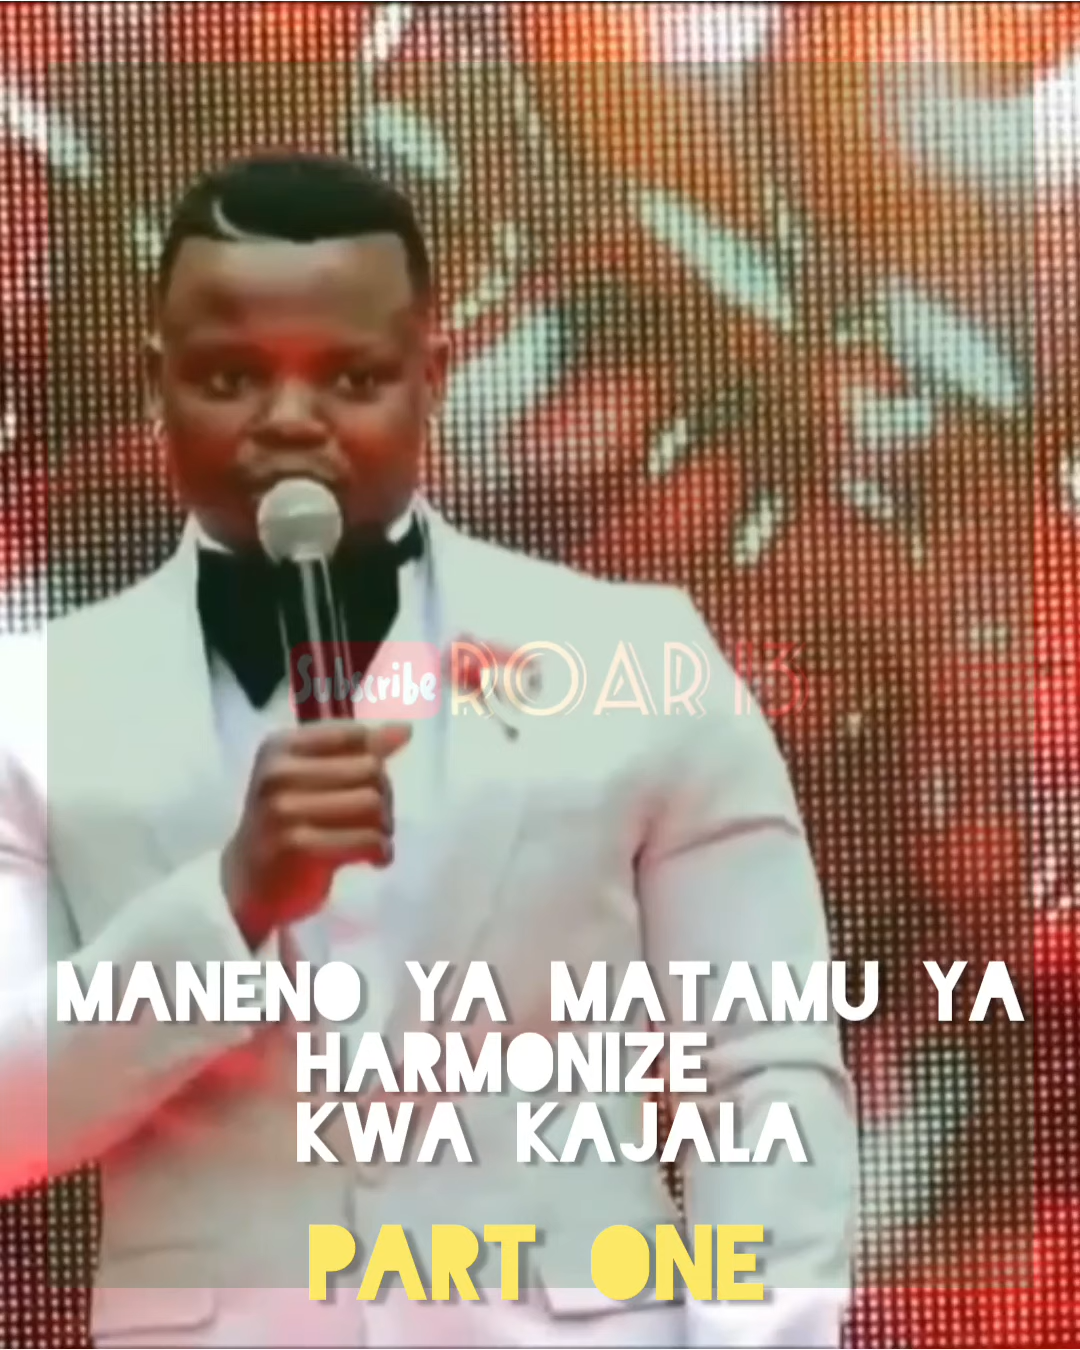 Subscribe ROAR 13
MANENO YA MATAMU YA
HARMONIZE
KWA KAJALA
PART ONE